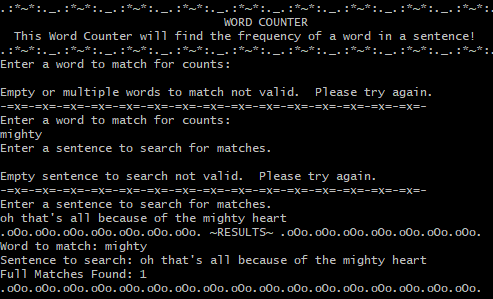 .:*~*:._.:*~*:._.:*~*:._.:*~*:._.:*~*:._.:*~*:._.:*~*:._.:*~*:.
WORD COUNTER
This Word Counter will find the frequency of a word in a sentence!
.:*~*:._.:*~*:._.:*~*:._.:*~*:._.:*~*:._.:*~*:._.:*~*:._.:*~*:.
Enter a word to match for counts:
Empty or multiple words to match not valid.  Please try again.
-=x=-=x=-=x=-=x=-=x=-=x=-=x=-=x=-=x=-=x=-=x=-=x=-=x=-=x=-
Enter a word to match for counts:
mighty
Enter a sentence to search for matches.
Empty sentence to search not valid.  Please try again.
-=x=-=x=-=x=-=x=-=x=-=x=-=x=-=x=-=x=-=x=-=x=-=x=-=x=-=x=-
Enter a sentence to search for matches.
oh that's all because of the mighty heart
.oOo.oOo.oOo.oOo.oOo.oOo.oOo. ~RESULTS~ .oOo.oOo.oOo.oOo.oOo.oOo.
Word to match: mighty
Sentence to search: oh that's all because of the mighty heart
Full Matches Found: 1
.oOo.oOo.oOo.oOo.oOo.oOo.oOo.oOo.oOo.oOo.oOo.oOo.oOo.oOo.oOo.oOo.